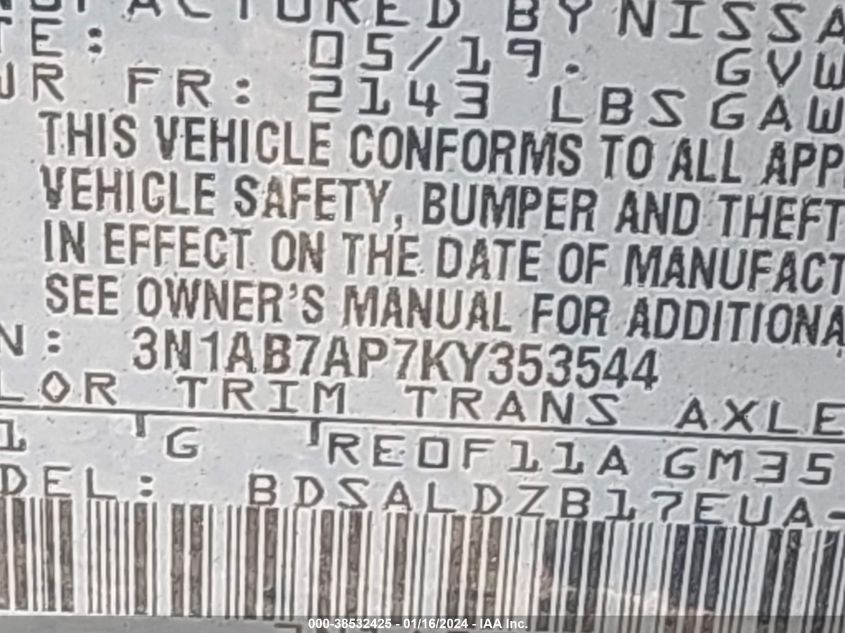 FACTURED BY NISSA
TE: 05/19. GVW
WR FR: 2143 LBS GAW
THIS VEHICLE CONFORMS TO ALL APP
VEHICLE SAFETY, BUMPER AND THEFT
IN EFFECT ON THE DATE OF MANUFACT
SEE OWNER'S MANUAL FOR ADDITIONA
N: 3N1AB7AP7KY353544
LOR TRIM TRANS AXLE
1 G RE0F11A GM35
DEL: BDSALDZB17EUA-
000-38532425 - 01/16/2024 - IAA Inc.